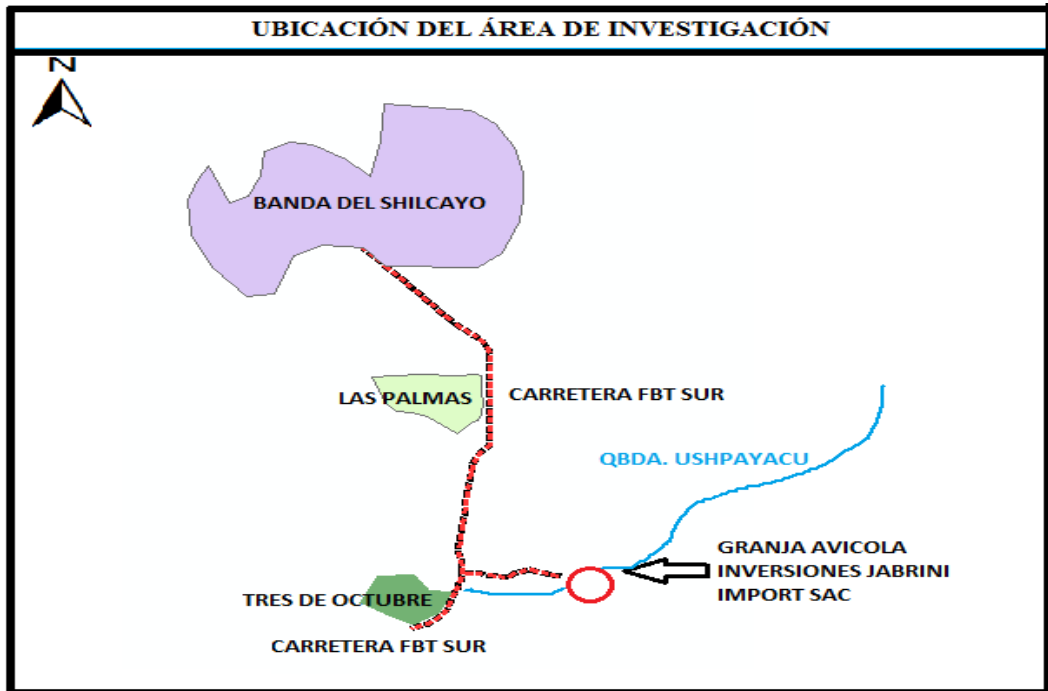 UBICACIÓN DEL ÁREA DE INVESTIGACIÓN
N
BANDA DEL SHILCAYO
LAS PALMAS
CARRETERA FBT SUR
QBDA. USHPAYACU
GRANJA AVICOLA
INVERSIONES JABRINI
IMPORT SAC
TRES DE OCTUBRE
CARRETERA FBT SUR